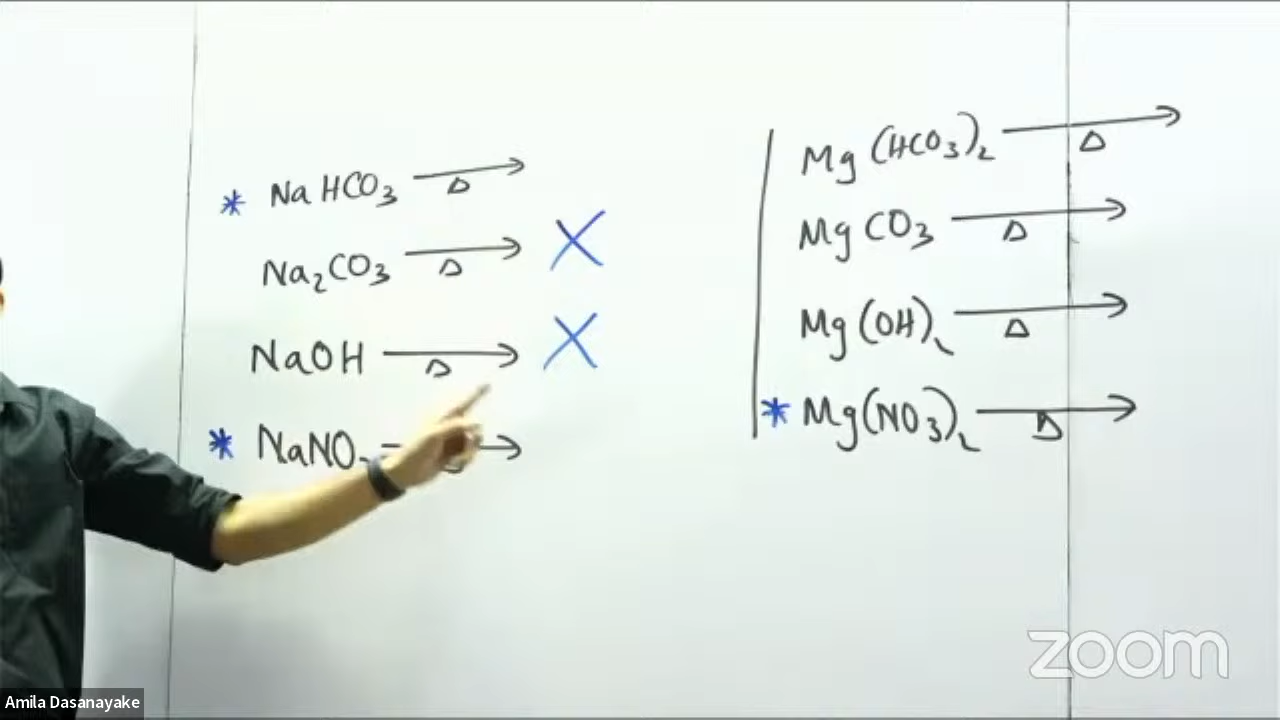 * NaHCO₃ →Δ
Na₂CO₃ →Δ X
NaOH →Δ X
* NaNO →
Mg(HCO₃)₂ →Δ
MgCO₃ →Δ
Mg(OH)₂ →Δ
* Mg(NO₃)₂ →Δ
zoom
Amila Dasanayake